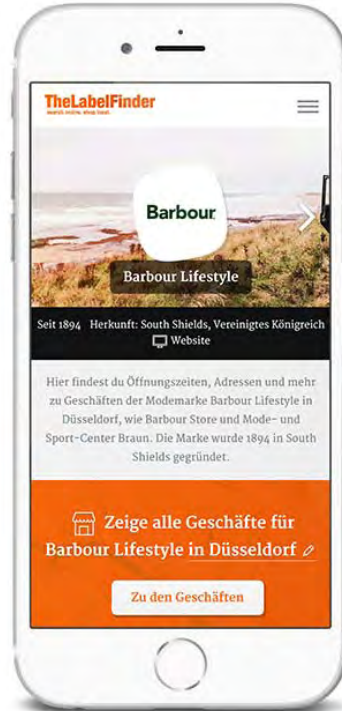 TheLabelFinder
search online. shop local.
Barbour
Barbour Lifestyle
Seit 1894 Herkunft: South Shields, Vereinigtes Königreich
Website
Hier findest du Öffnungszeiten, Adressen und mehr
zu Geschäften der Modemarke Barbour Lifestyle in
Düsseldorf, wie Barbour Store und Mode- und
Sport-Center Braun. Die Marke wurde 1894 in South
Shields gegründet.
Zeige alle Geschäfte für
Barbour Lifestyle in Düsseldorf
Zu den Geschäften